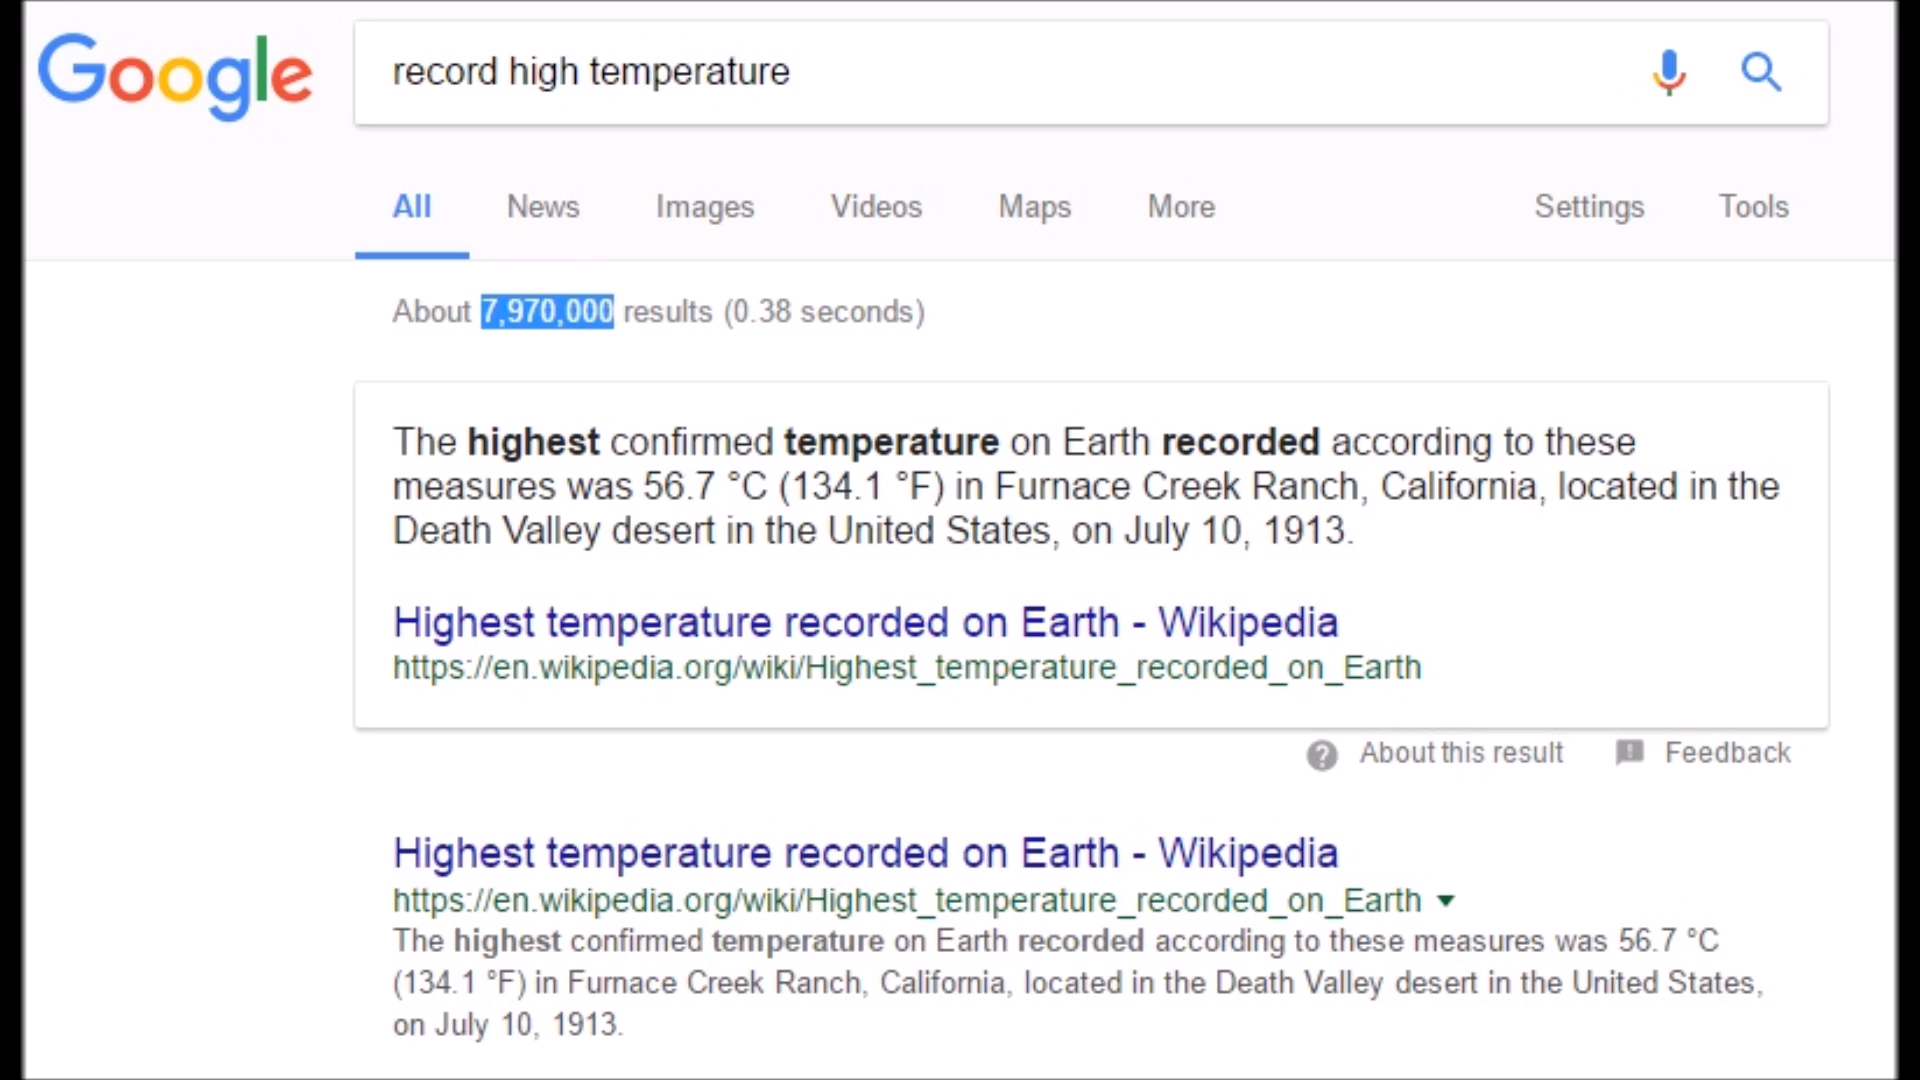 Google
record high temperature
All News Images Videos Maps More Settings Tools
About 7,970,000 results (0.38 seconds)
The highest confirmed temperature on Earth recorded according to these
measures was 56.7 °C (134.1 °F) in Furnace Creek Ranch, California, located in the
Death Valley desert in the United States, on July 10, 1913.
Highest temperature recorded on Earth - Wikipedia
https://en.wikipedia.org/wiki/Highest_temperature_recorded_on_Earth
About this result Feedback
Highest temperature recorded on Earth - Wikipedia
https://en.wikipedia.org/wiki/Highest_temperature_recorded_on_Earth
The highest confirmed temperature on Earth recorded according to these measures was 56.7 °C
(134.1 °F) in Furnace Creek Ranch, California, located in the Death Valley desert in the United States,
on July 10, 1913.